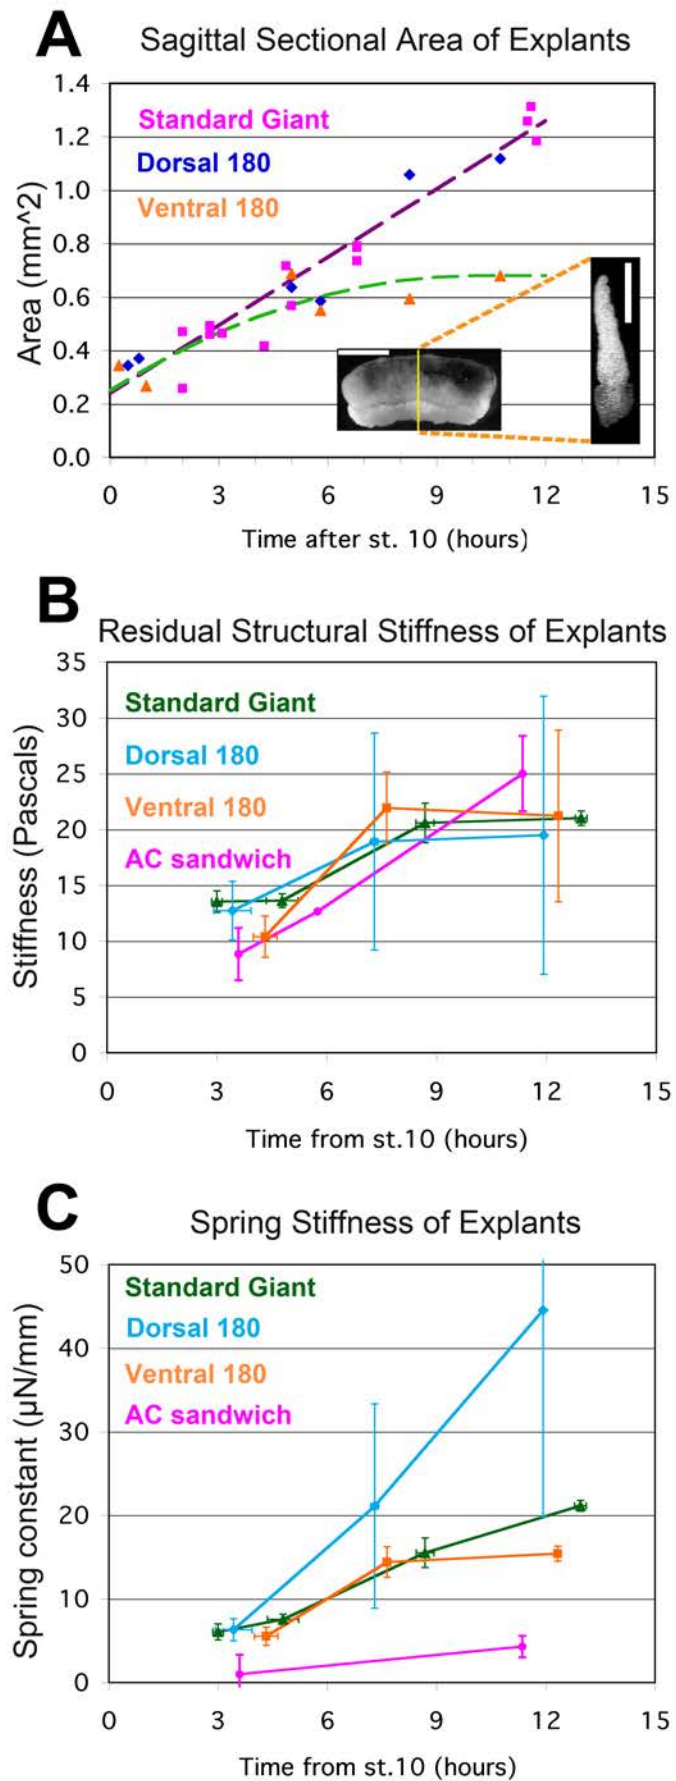 A
Sagittal Sectional Area of Explants
1.4
1.2
1.0
0.8
0.6
0.4
0.2
0.0
Area (mm^2)
Standard Giant
Dorsal 180
Ventral 180
0 3 6 9 12 15
Time after st. 10 (hours)
B
Residual Structural Stiffness of Explants
35
30
25
20
15
10
5
0
Stiffness (Pascals)
Standard Giant
Dorsal 180
Ventral 180
AC sandwich
0 3 6 9 12 15
Time from st.10 (hours)
C
Spring Stiffness of Explants
50
40
30
20
10
0
Spring constant (µN/mm)
Standard Giant
Dorsal 180
Ventral 180
AC sandwich
0 3 6 9 12 15
Time from st.10 (hours)